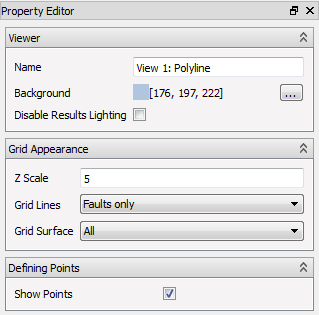 Property Editor
Viewer
Name View 1: Polyline
Background [176, 197, 222] ...
Disable Results Lighting
Grid Appearance
Z Scale 5
Grid Lines Faults only
Grid Surface All
Defining Points
Show Points